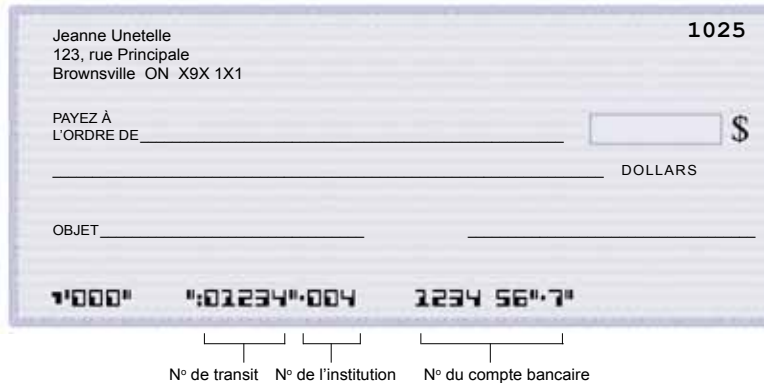 1025
Jeanne Unetelle
123, rue Principale
Brownsville ON X9X 1X1
PAYEZ À
L'ORDRE DE
$
DOLLARS
OBJET
⑈000⑈ ⑆01234⑈004 1234 56⑈7⑈
Nº de transit Nº de l'institution Nº du compte bancaire